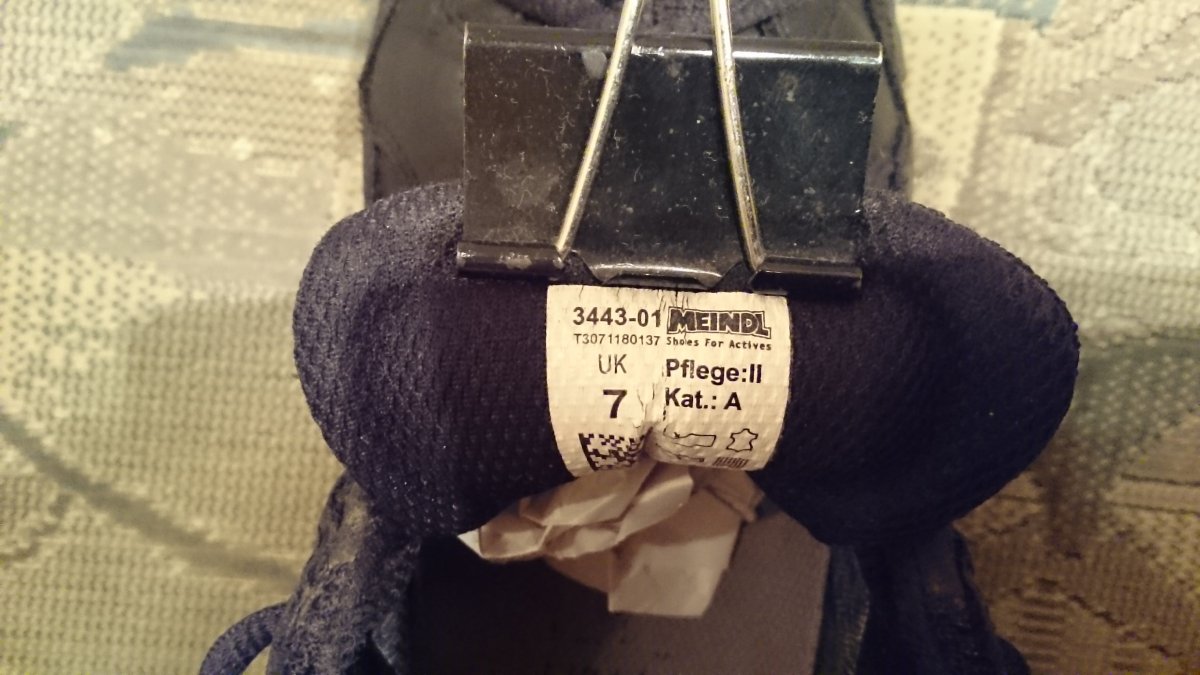 3443-01 MEINDL
T3071180137 Shoes For Actives
UK Pflege:II
7 Kat.: A